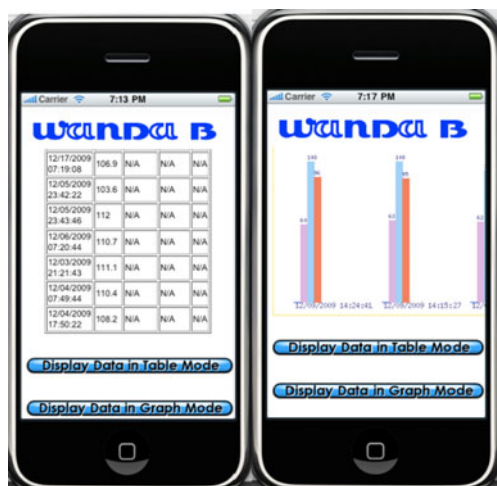 Carrier 7:13 PM
WANDA B
12/17/2009 07:19:08 106.9 N/A N/A N/A
12/05/2009 23:42:22 103.6 N/A N/A N/A
12/05/2009 23:43:46 112 N/A N/A N/A
12/06/2009 07:20:44 110.7 N/A N/A N/A
12/03/2009 21:21:43 111.1 N/A N/A N/A
12/04/2009 07:49:44 110.4 N/A N/A N/A
12/04/2009 17:50:22 108.2 N/A N/A N/A
Display Data in Table Mode
Display Data in Graph Mode
Carrier 7:17 PM
WANDA B
14:24:41
14:15:27
12/
Display Data in Table Mode
Display Data in Graph Mode